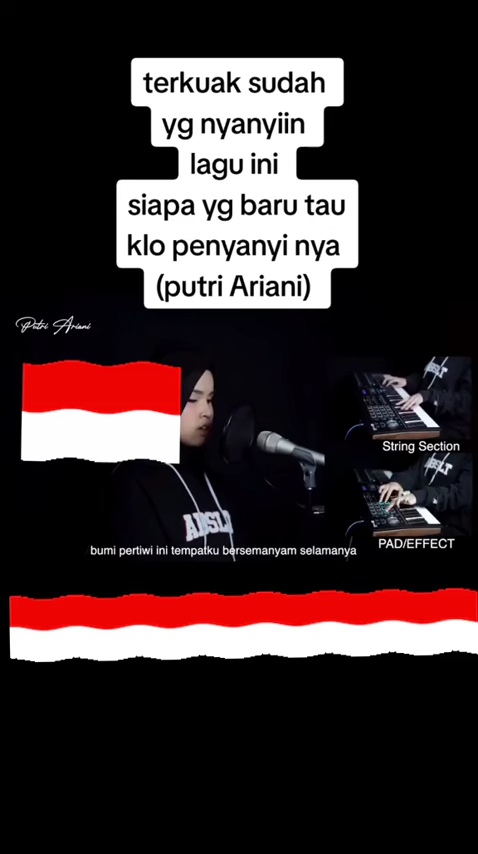 terkuak sudah
yg nyanyiin
lagu ini
siapa yg baru tau
klo penyanyi nya
(putri Ariani)
Putri Ariani
String Section
PAD/EFFECT
bumi pertiwi ini tempatku bersemanyam selamanya